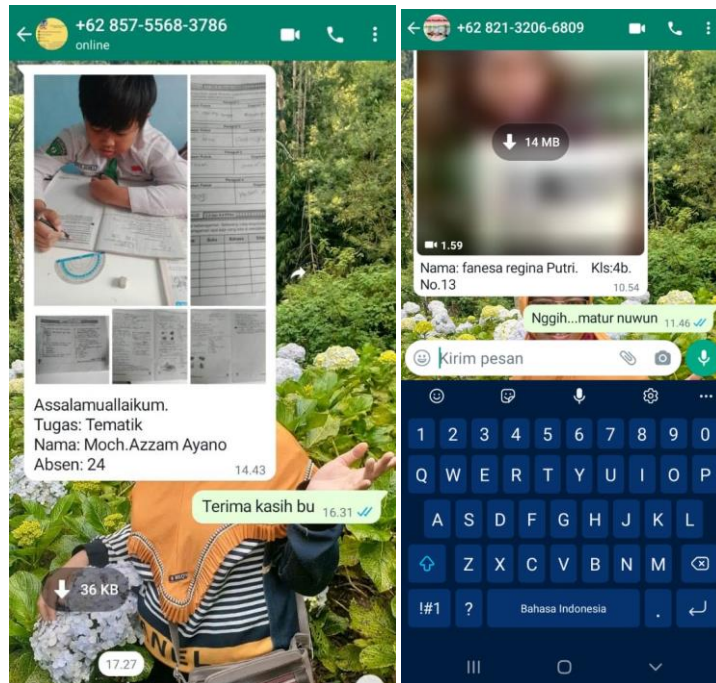 +62 857-5568-3786
online
Assalamuallaikum.
Tugas: Tematik
Nama: Moch.Azzam Ayano
Absen: 24
14.43
Terima kasih bu 16.31
36 KB
17.27
+62 821-3206-6809
14 MB
1.59
Nama: fanesa regina Putri. Kls:4b.
No.13
10.54
Nggih...matur nuwun 11.46
Kirim pesan
1 2 3 4 5 6 7 8 9 0
Q W E R T Y U I O P
A S D F G H J K L
Z X C V B N M
!#1 ? Bahasa Indonesia .